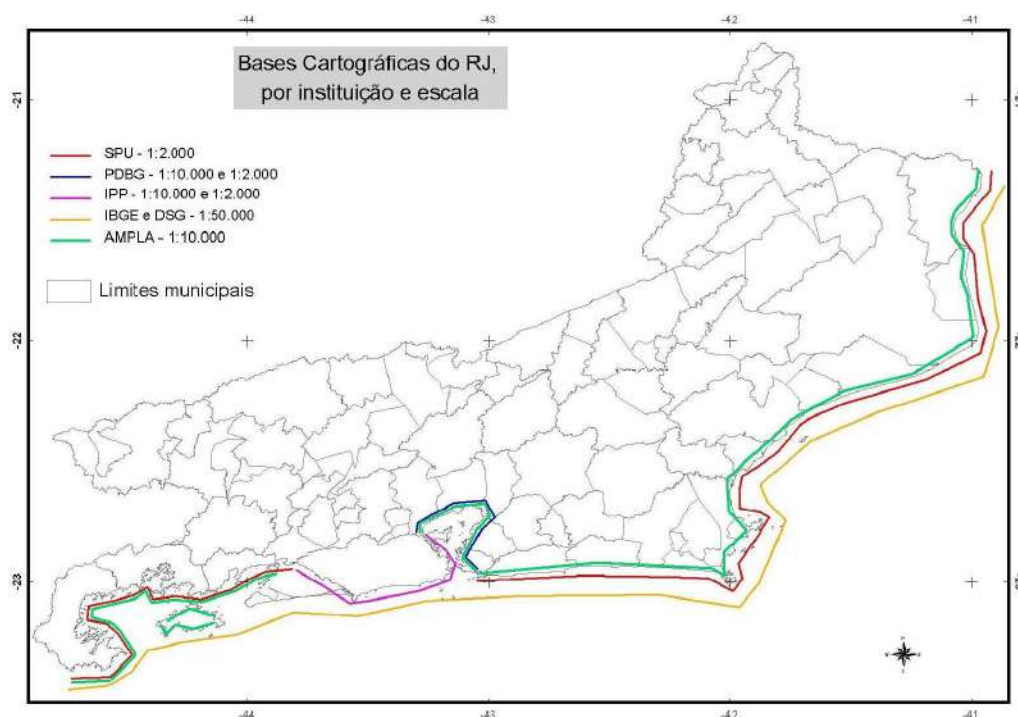 -44 -43 -42 -41
Bases Cartográficas do RJ,
por instituição e escala
-21
SPU - 1:2.000
PDBG - 1:10.000 e 1:2.000
IPP - 1:10.000 e 1:2.000
IBGE e DSG - 1:50.000
AMPLA - 1:10.000
Limites municipais
-22
-23
-44 -43 -42 -41